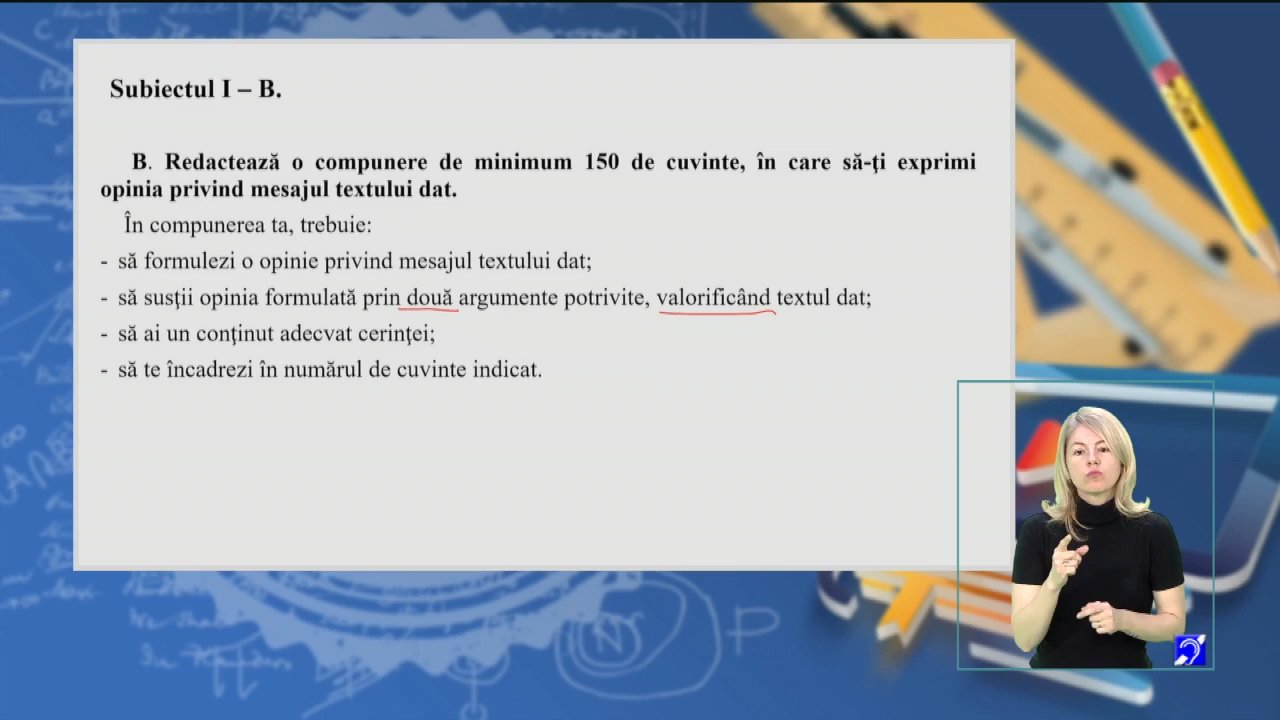 Subiectul I – B.
B. Redactează o compunere de minimum 150 de cuvinte, în care să-ţi exprimi
opinia privind mesajul textului dat.
În compunerea ta, trebuie:
- să formulezi o opinie privind mesajul textului dat;
- să susţii opinia formulată prin două argumente potrivite, valorificând textul dat;
- să ai un conţinut adecvat cerinţei;
- să te încadrezi în numărul de cuvinte indicat.
N
P